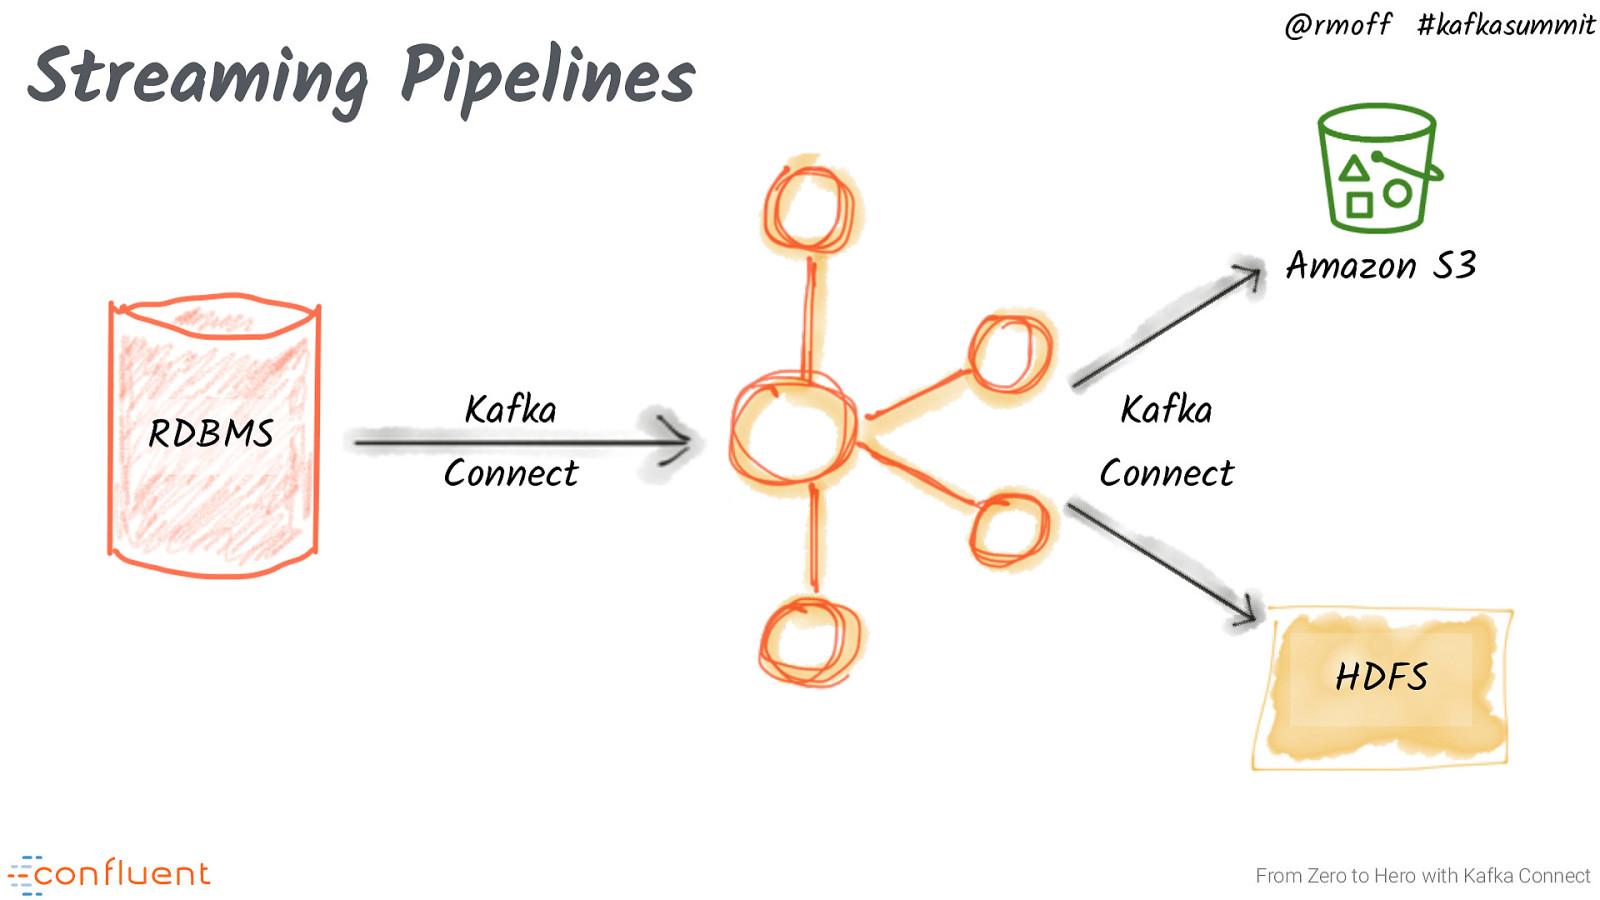 @rmoff #kafkasummit
Streaming Pipelines
Amazon S3
RDBMS
Kafka
Connect
Kafka
Connect
HDFS
confluent
From Zero to Hero with Kafka Connect